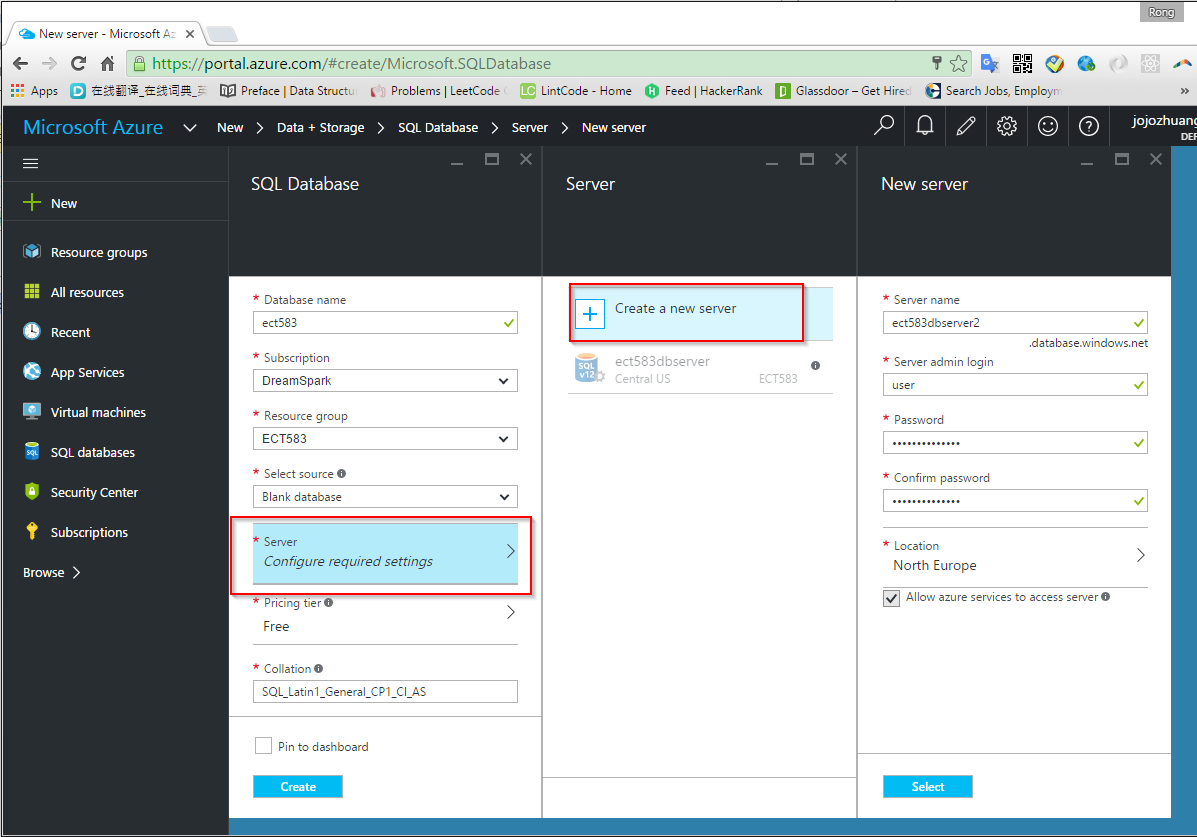 Rong
New server - Microsoft Az
https://portal.azure.com/#create/Microsoft.SQLDatabase
Apps 在线翻译_在线词典_英 Preface | Data Structu Problems | LeetCode LintCode - Home Feed | HackerRank Glassdoor – Get Hired Search Jobs, Employm »
Microsoft Azure New > Data + Storage > SQL Database > Server > New server jojozhuang
DEF
SQL Database
Server
New server
New
Resource groups
All resources
Recent
App Services
Virtual machines
SQL databases
Security Center
Subscriptions
Browse >
* Database name
ect583
* Subscription
DreamSpark
* Resource group
ECT583
* Select source
Blank database
* Server
Configure required settings
* Pricing tier
Free
* Collation
SQL_Latin1_General_CP1_CI_AS
Pin to dashboard
Create
Create a new server
SQL
v12
ect583dbserver
Central US ECT583
* Server name
ect583dbserver2
.database.windows.net
* Server admin login
user
* Password
••••••••••••••
* Confirm password
••••••••••••••
* Location
North Europe
Allow azure services to access server
Select